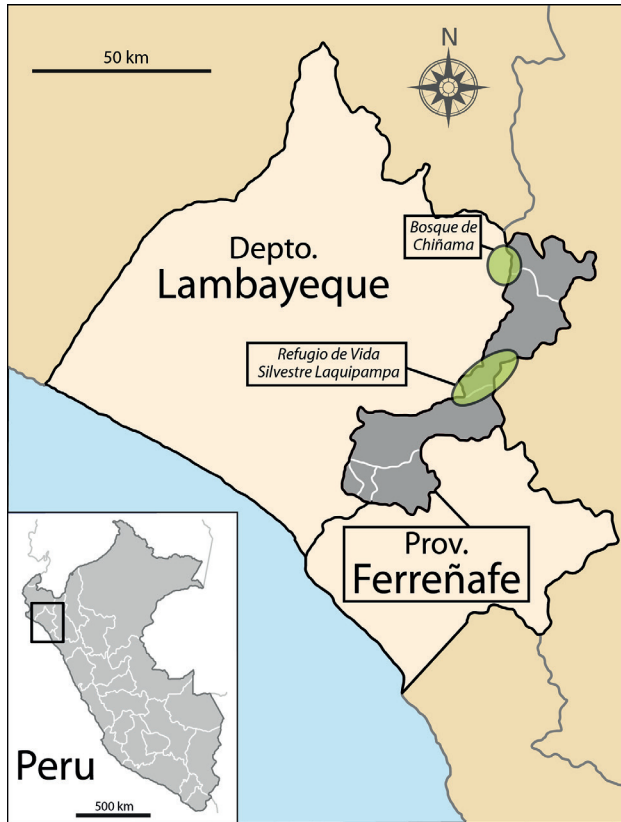 50 km
N
Bosque de
Chiñama
Depto.
Lambayeque
Refugio de Vida
Silvestre Laquipampa
Prov.
Ferreñafe
Peru
500 km